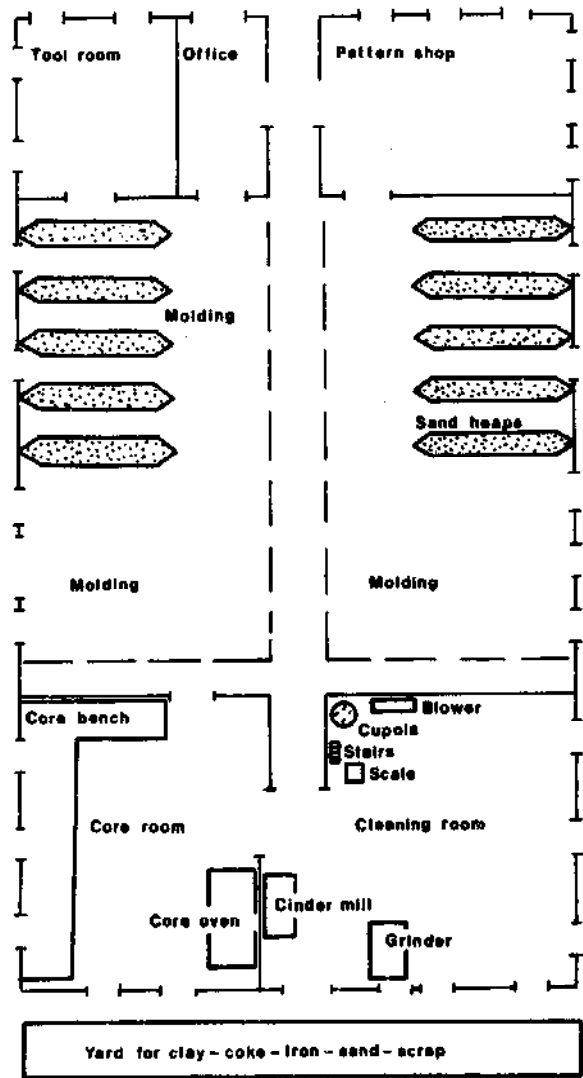 Tool room
Office
Pattern shop
Molding
Sand heaps
Molding
Molding
Core bench
Blower
Cupola
Stairs
Scale
Core room
Cleaning room
Core oven
Cinder mill
Grinder
Yard for clay-coke-iron-sand-scrap